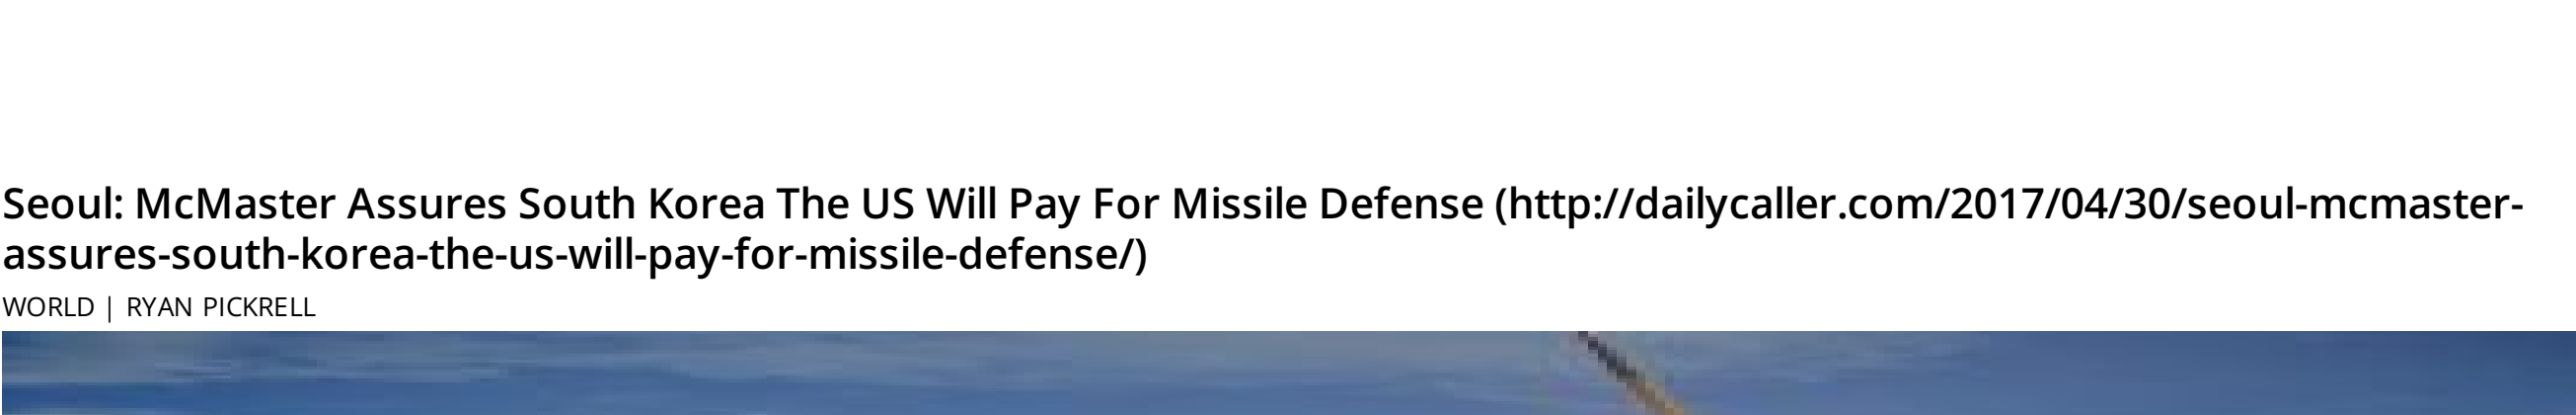 Seoul: McMaster Assures South Korea The US Will Pay For Missile Defense (http://dailycaller.com/2017/04/30/seoul-mcmaster-
assures-south-korea-the-us-will-pay-for-missile-defense/)
WORLD | RYAN PICKRELL